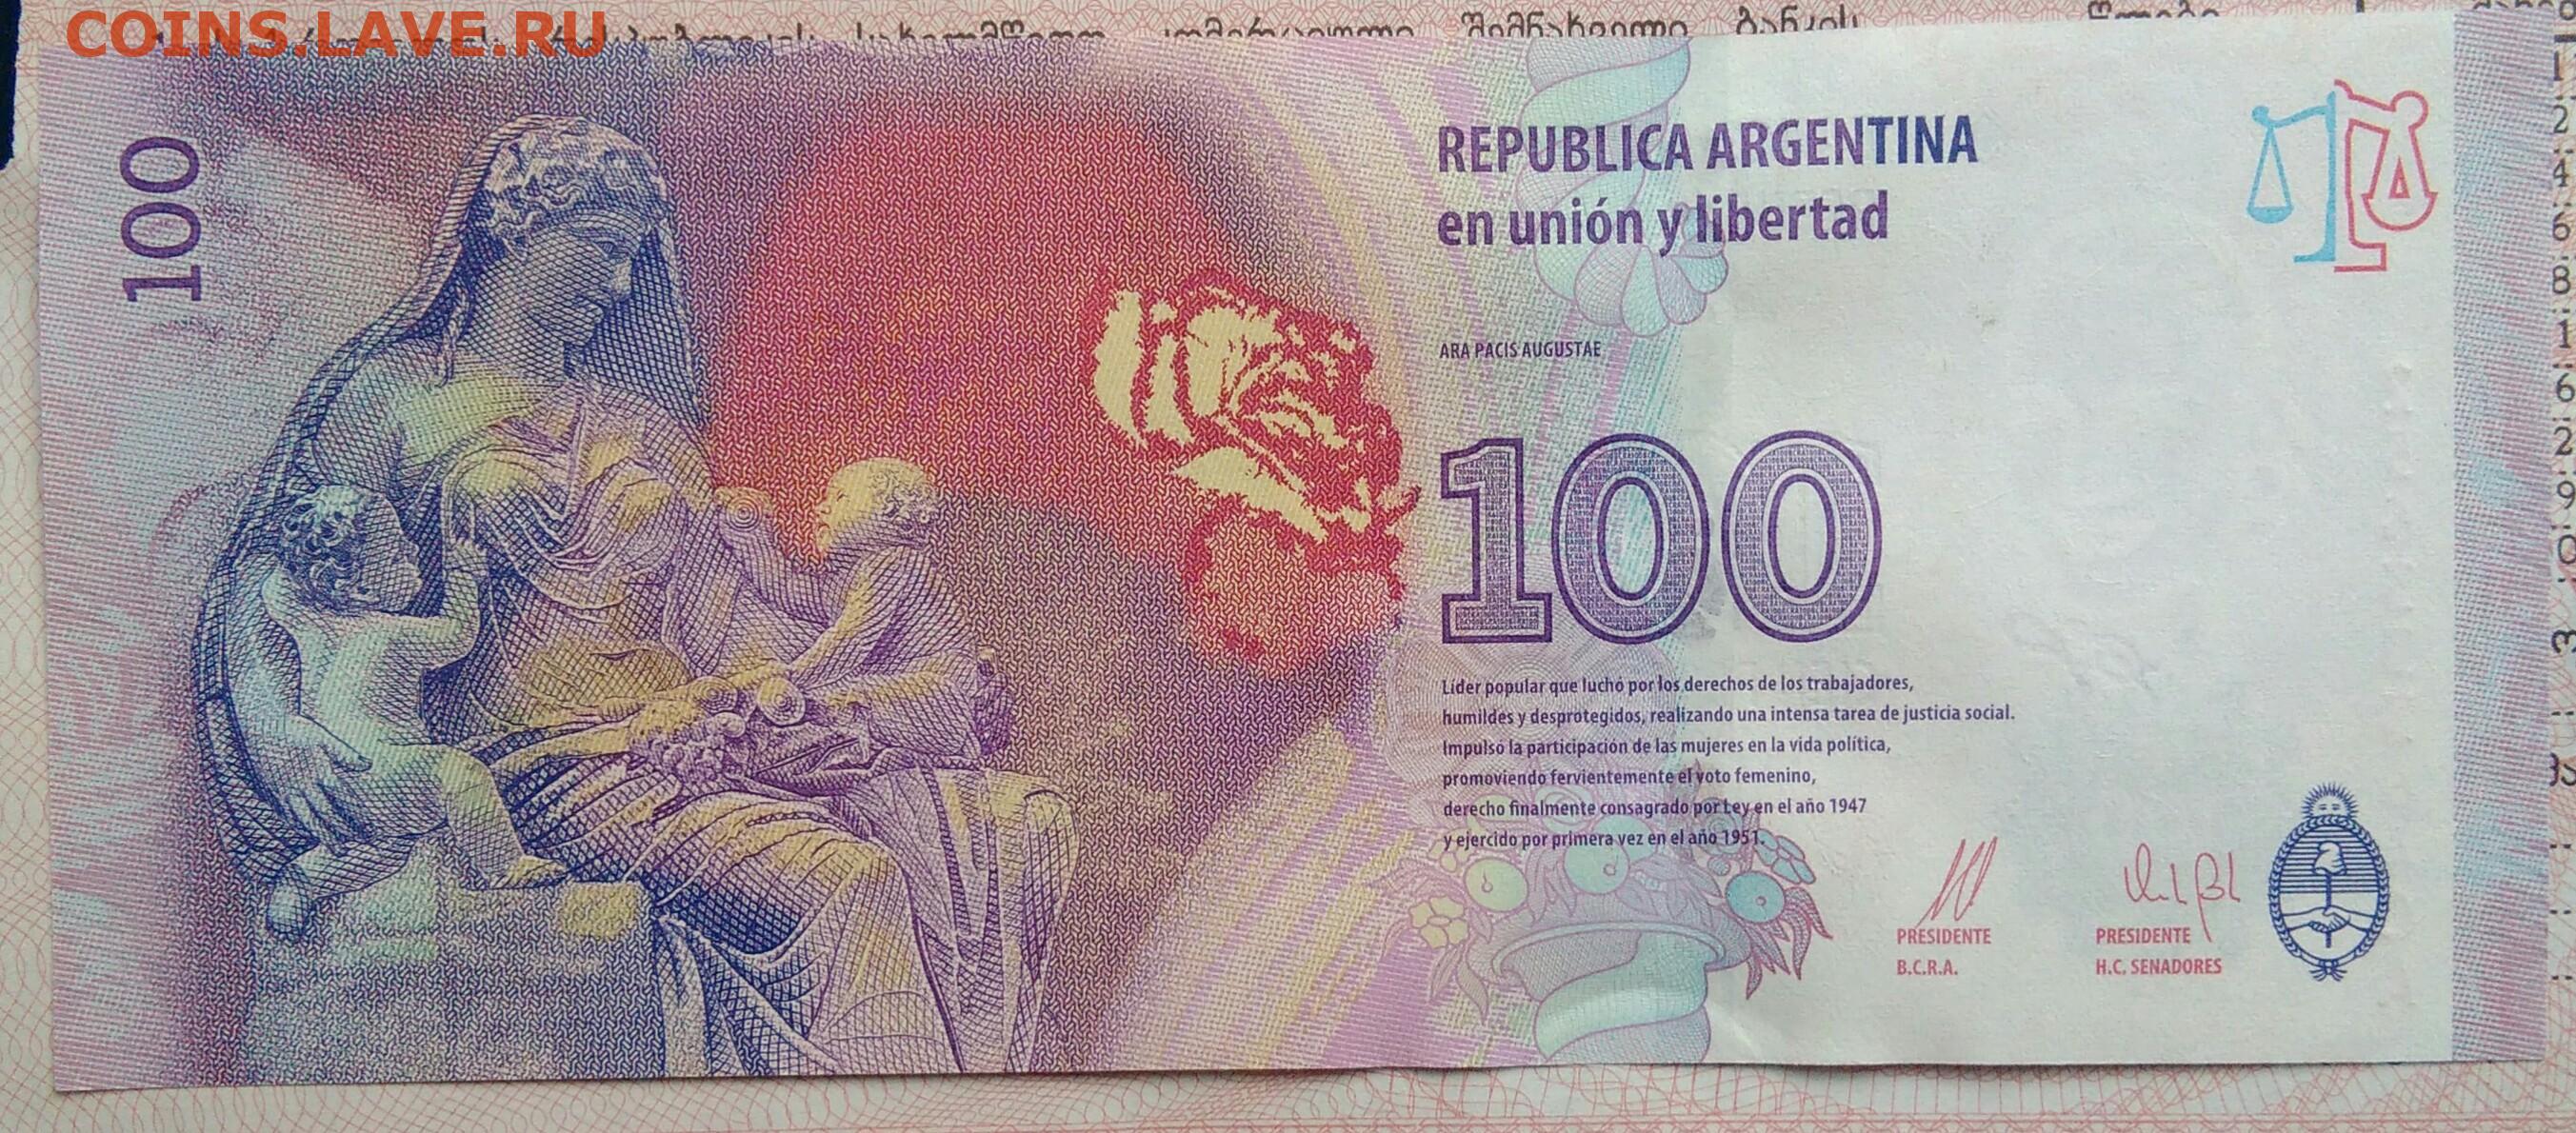 COINS.LAVE.RU
100
REPUBLICA ARGENTINA
en unión y libertad
ARA PACIS AUGUSTAE
100
Líder popular que luchó por los derechos de los trabajadores,
humildes y desprotegidos, realizando una intensa tarea de justicia social.
Impulsó la participación de las mujeres en la vida política,
promoviendo fervientemente el voto femenino,
derecho finalmente consagrado por Ley en el año 1947
y ejercido por primera vez en el año 1951.
PRESIDENTE
B.C.R.A.
PRESIDENTE
H.C. SENADORES